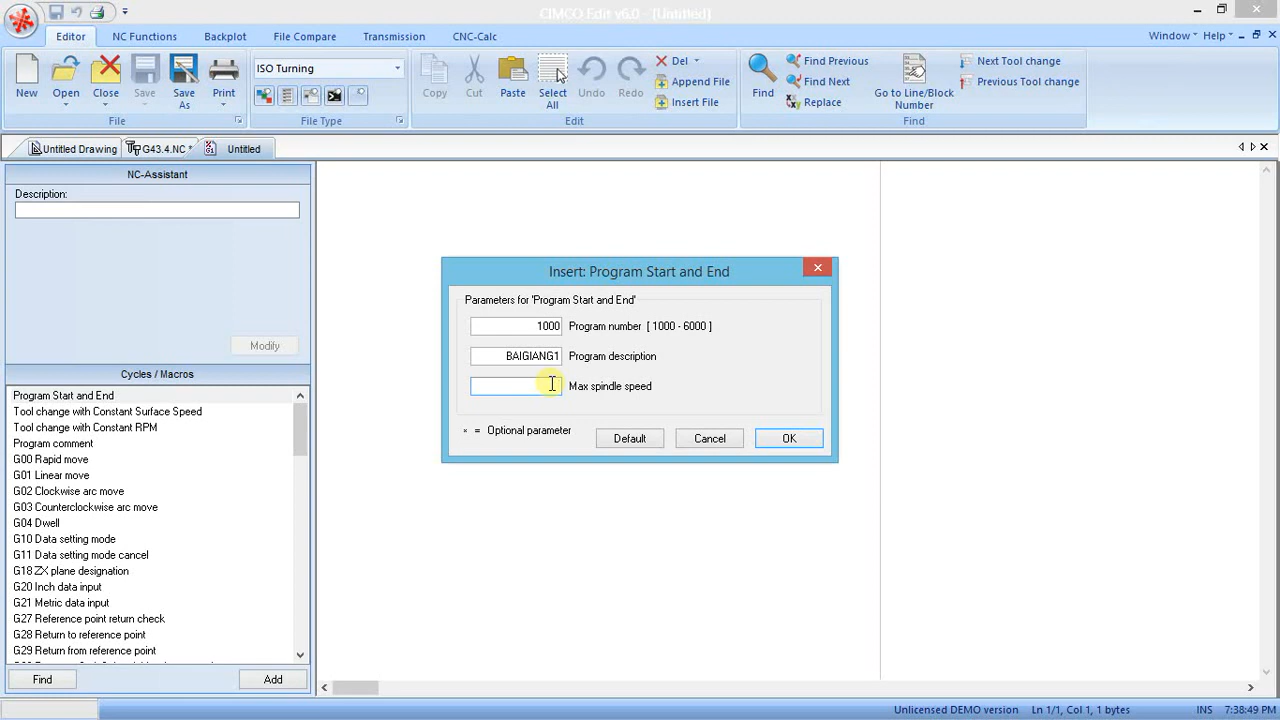 CIMCO Edit v6.0 - [Untitled]
Editor NC Functions Backplot File Compare Transmission CNC-Calc Window Help
New Open Close Save Save As Print
ISO Turning
Copy Cut Paste Select All Undo Redo
Del
Append File
Insert File
Find
Find Previous
Find Next
Replace
Go to Line/Block Number
Next Tool change
Previous Tool change
File File Type Edit Find
Untitled Drawing G43.4.NC * Untitled
NC-Assistant
Description:
Modify
Cycles / Macros
Program Start and End
Tool change with Constant Surface Speed
Tool change with Constant RPM
Program comment
G00 Rapid move
G01 Linear move
G02 Clockwise arc move
G03 Counterclockwise arc move
G04 Dwell
G10 Data setting mode
G11 Data setting mode cancel
G18 ZX plane designation
G20 Inch data input
G21 Metric data input
G27 Reference point return check
G28 Return to reference point
G29 Return from reference point
Find Add
Insert: Program Start and End
Parameters for 'Program Start and End'
1000 Program number [ 1000 - 6000 ]
BAIGIANG1 Program description
Max spindle speed
* = Optional parameter
Default Cancel OK
Unlicensed DEMO version Ln 1/1, Col 1, 1 bytes INS 7:38:49 PM